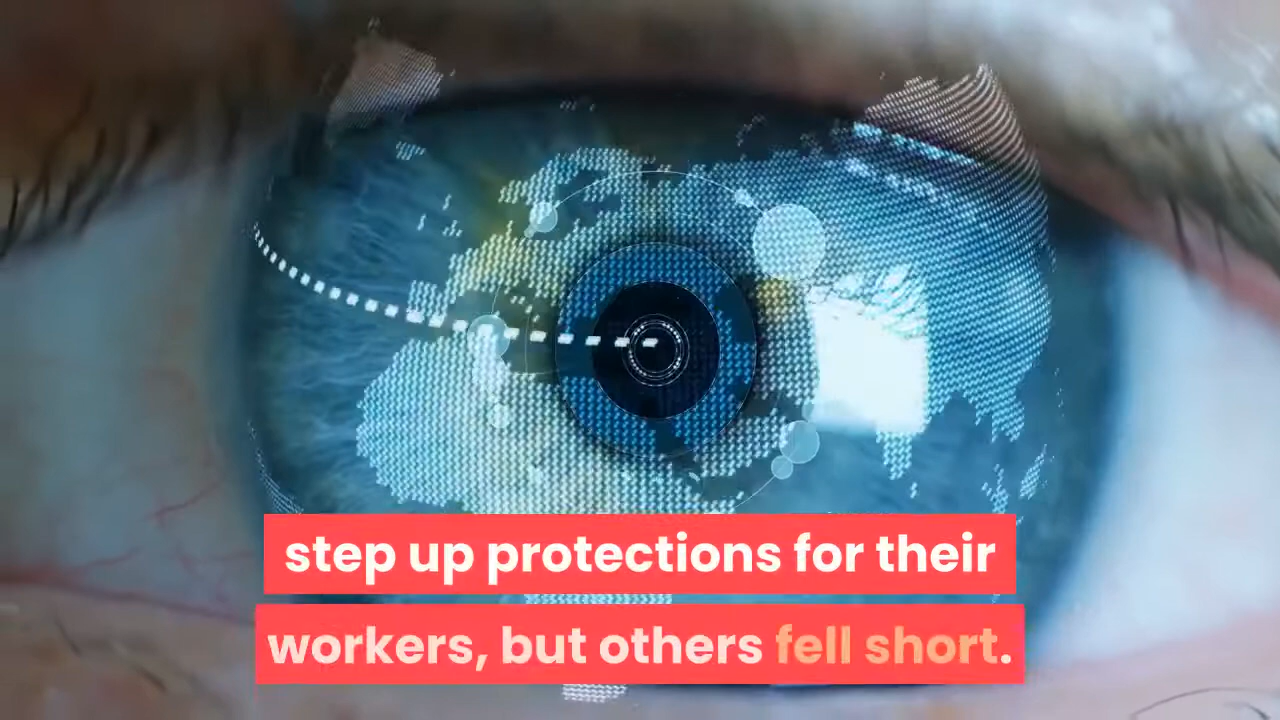 step up protections for their
workers, but others fell short.